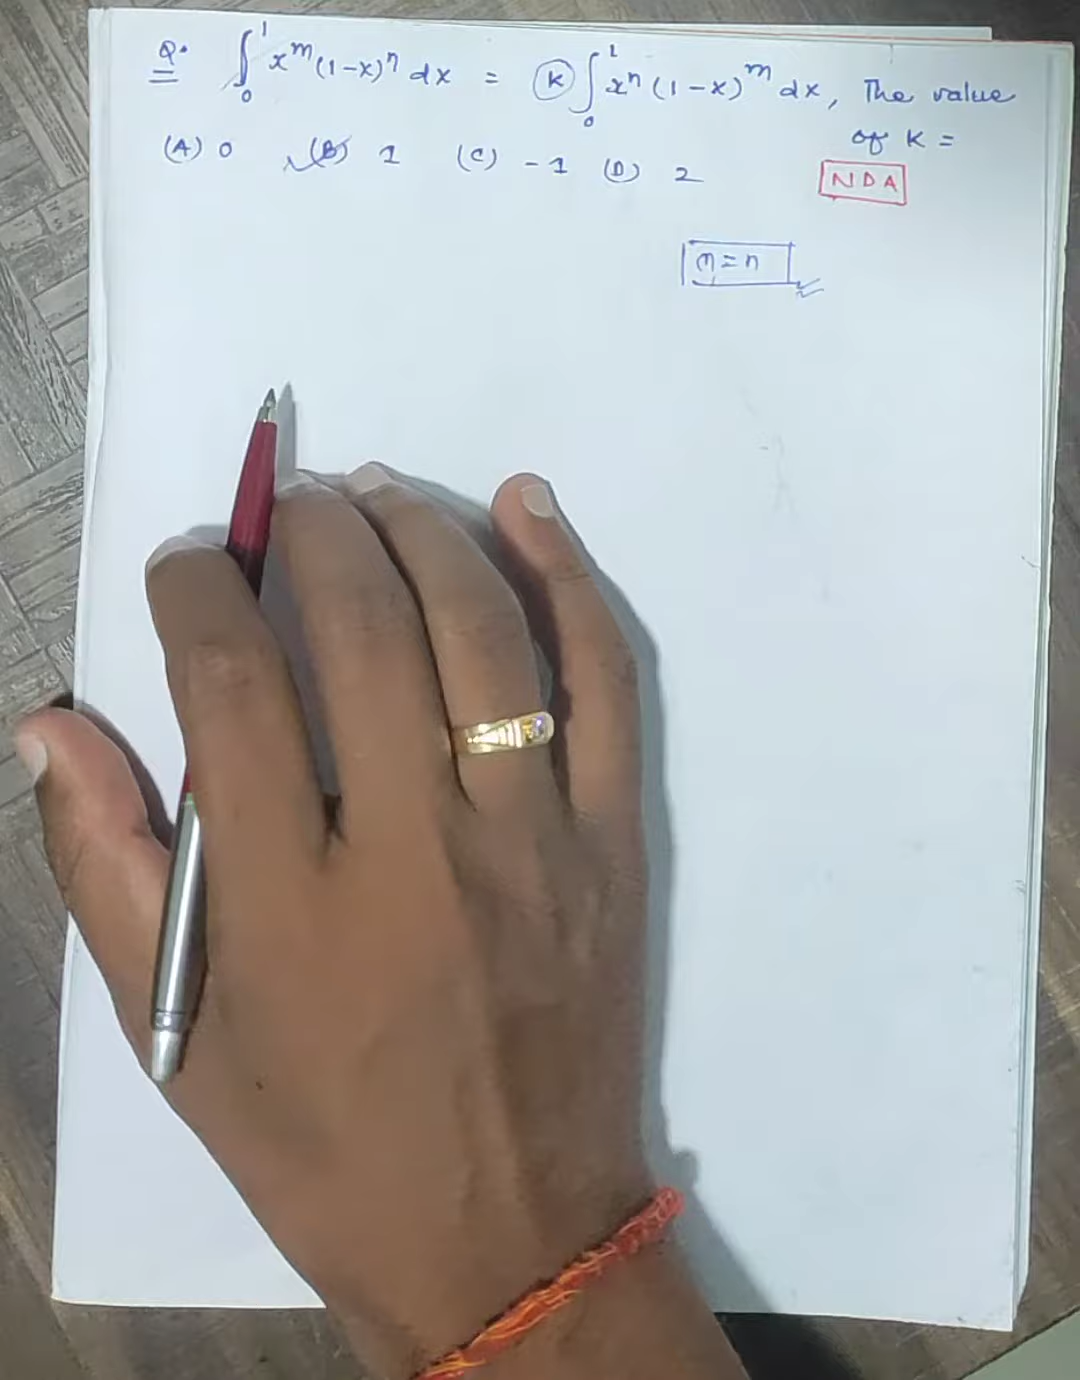 Q. ∫₀¹ xᵐ (1-x)ⁿ dx = K ∫₀¹ xⁿ (1-x)ᵐ dx, The value
of K =
(A) 0 (B) 1 (C) -1 (D) 2
NDA
m = n